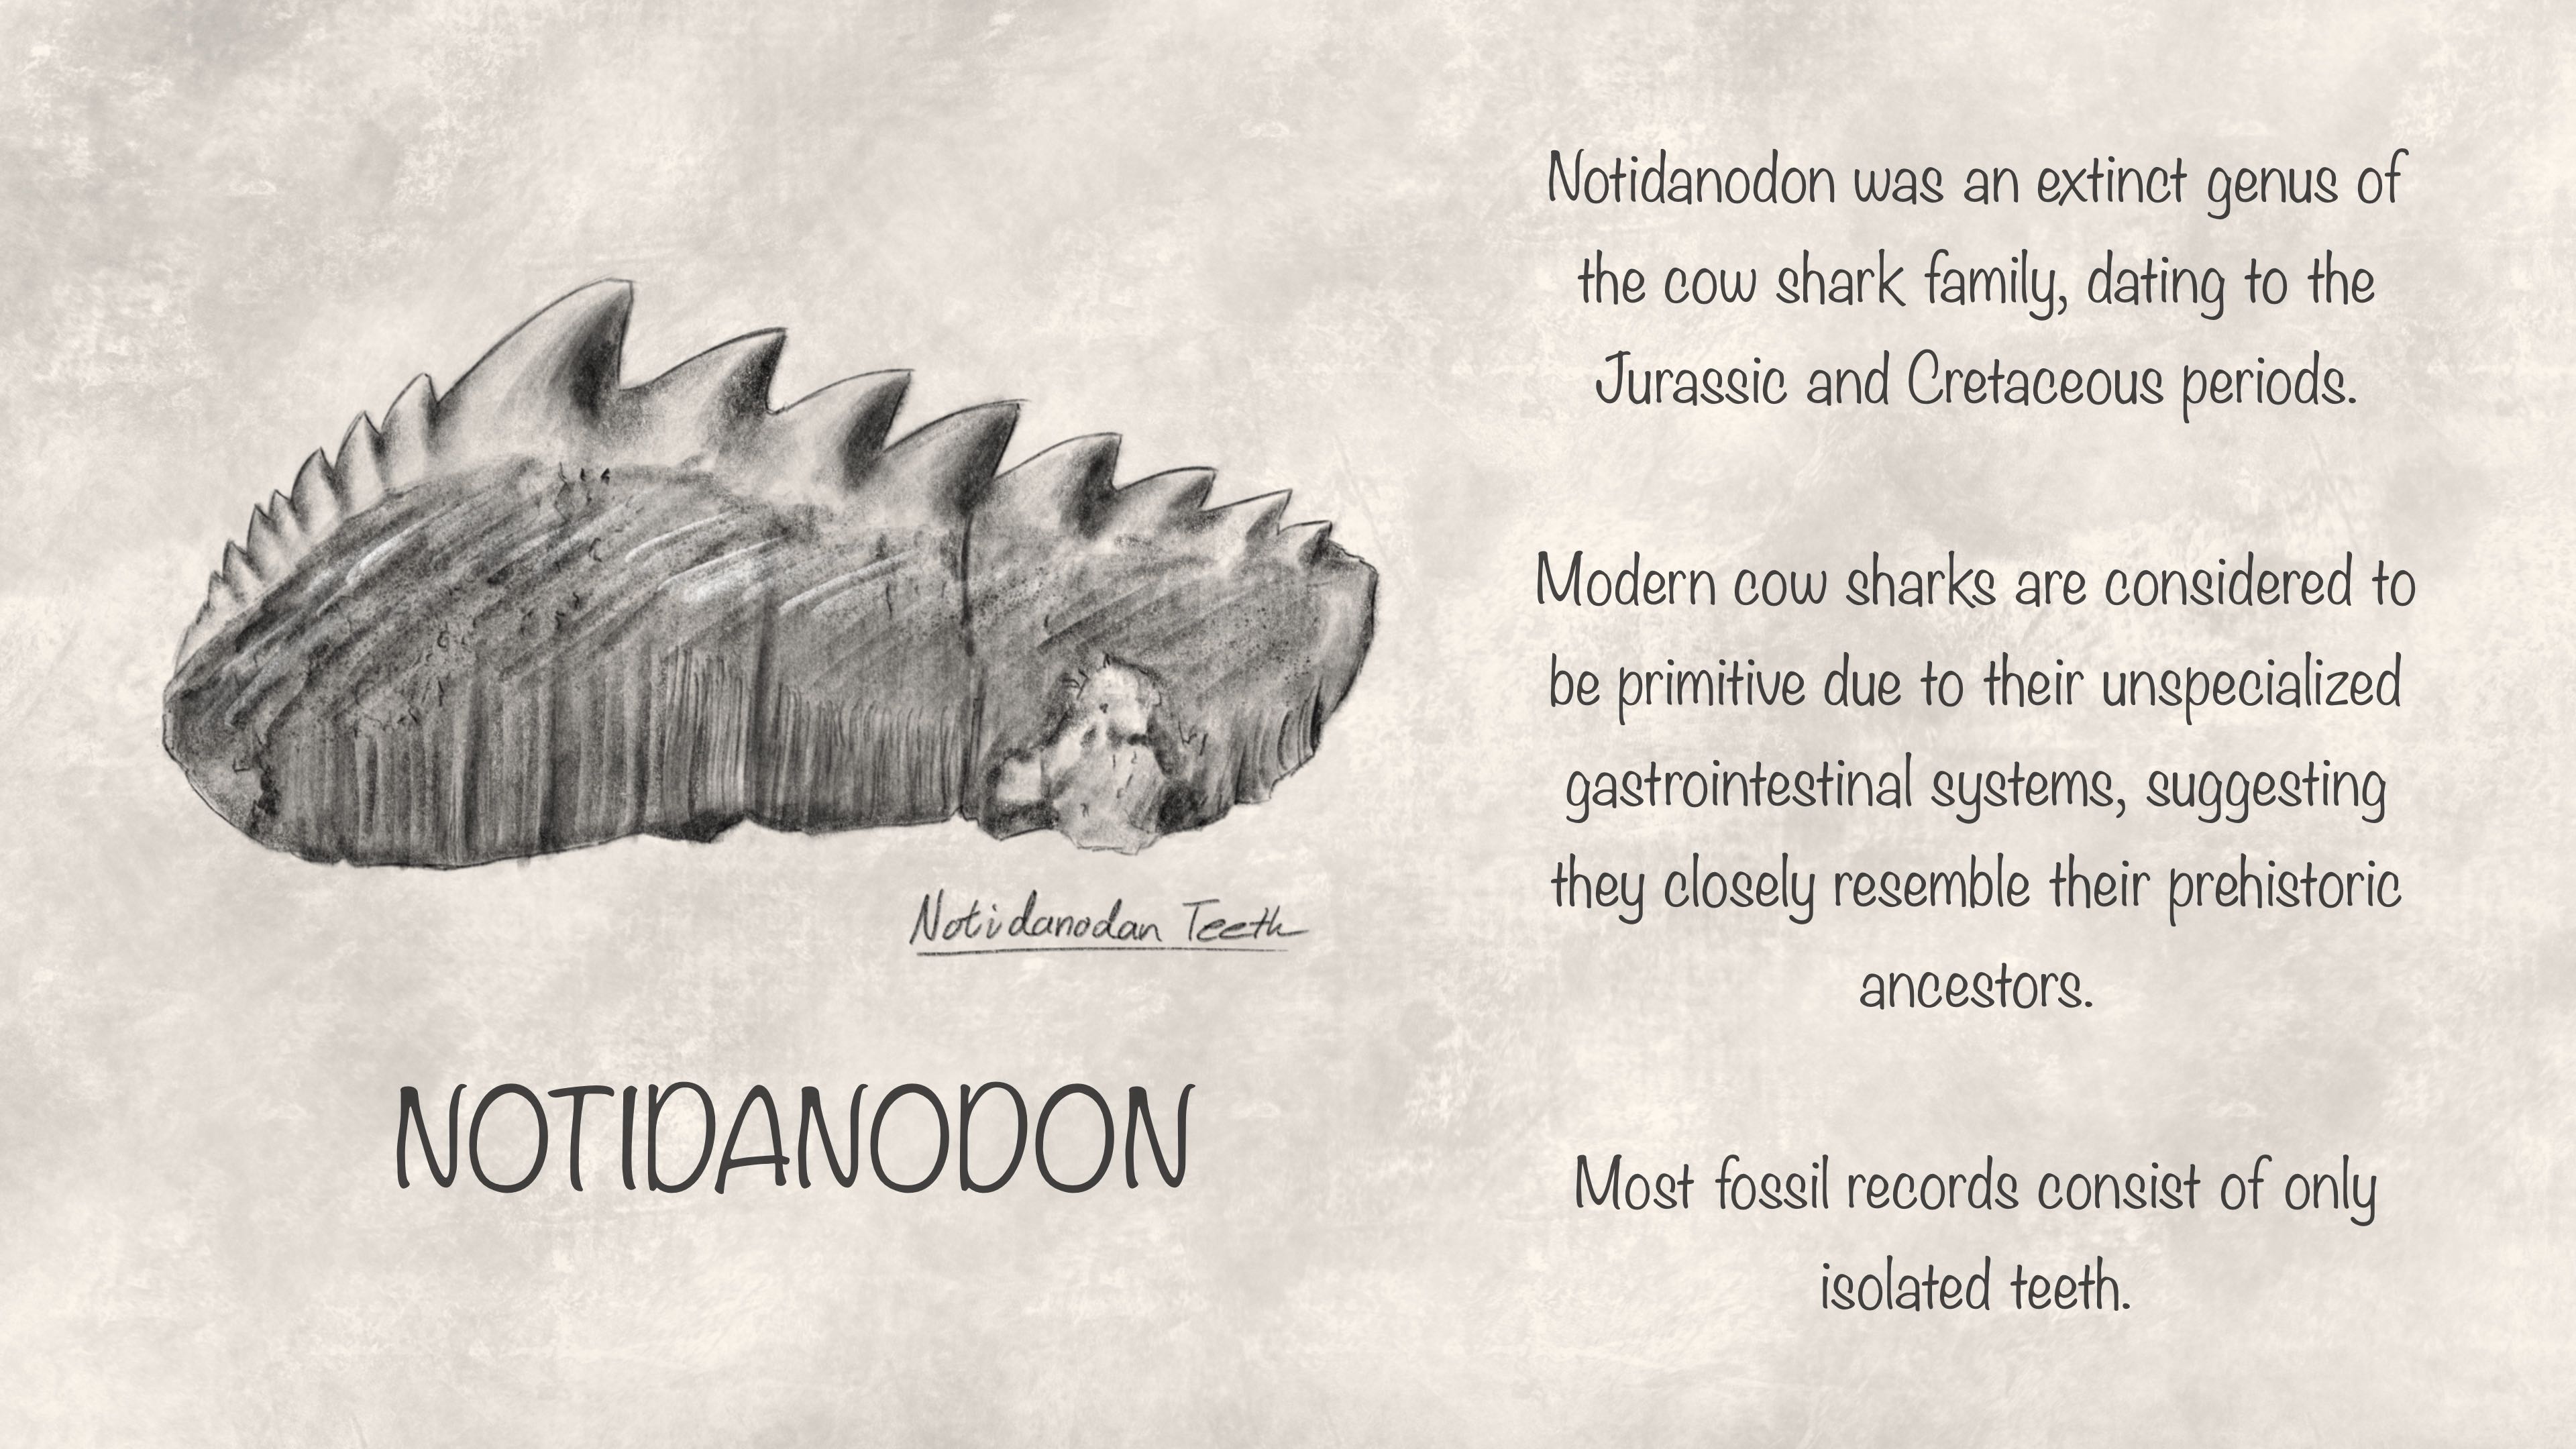 Notidanodon was an extinct genus of
the cow shark family, dating to the
Jurassic and Cretaceous periods.
Modern cow sharks are considered to
be primitive due to their unspecialized
gastrointestinal systems, suggesting
they closely resemble their prehistoric
ancestors.
Most fossil records consist of only
isolated teeth.
Notidanodan Teeth
NOTIDANODON